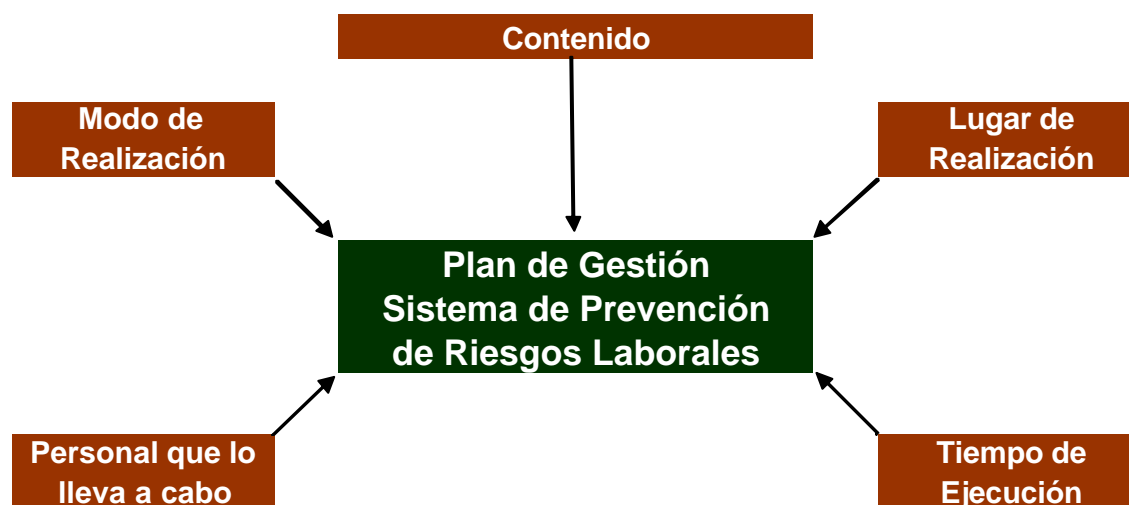 Contenido
Modo de
Realización
Lugar de
Realización
Plan de Gestión
Sistema de Prevención
de Riesgos Laborales
Personal que lo
lleva a cabo
Tiempo de
Ejecución